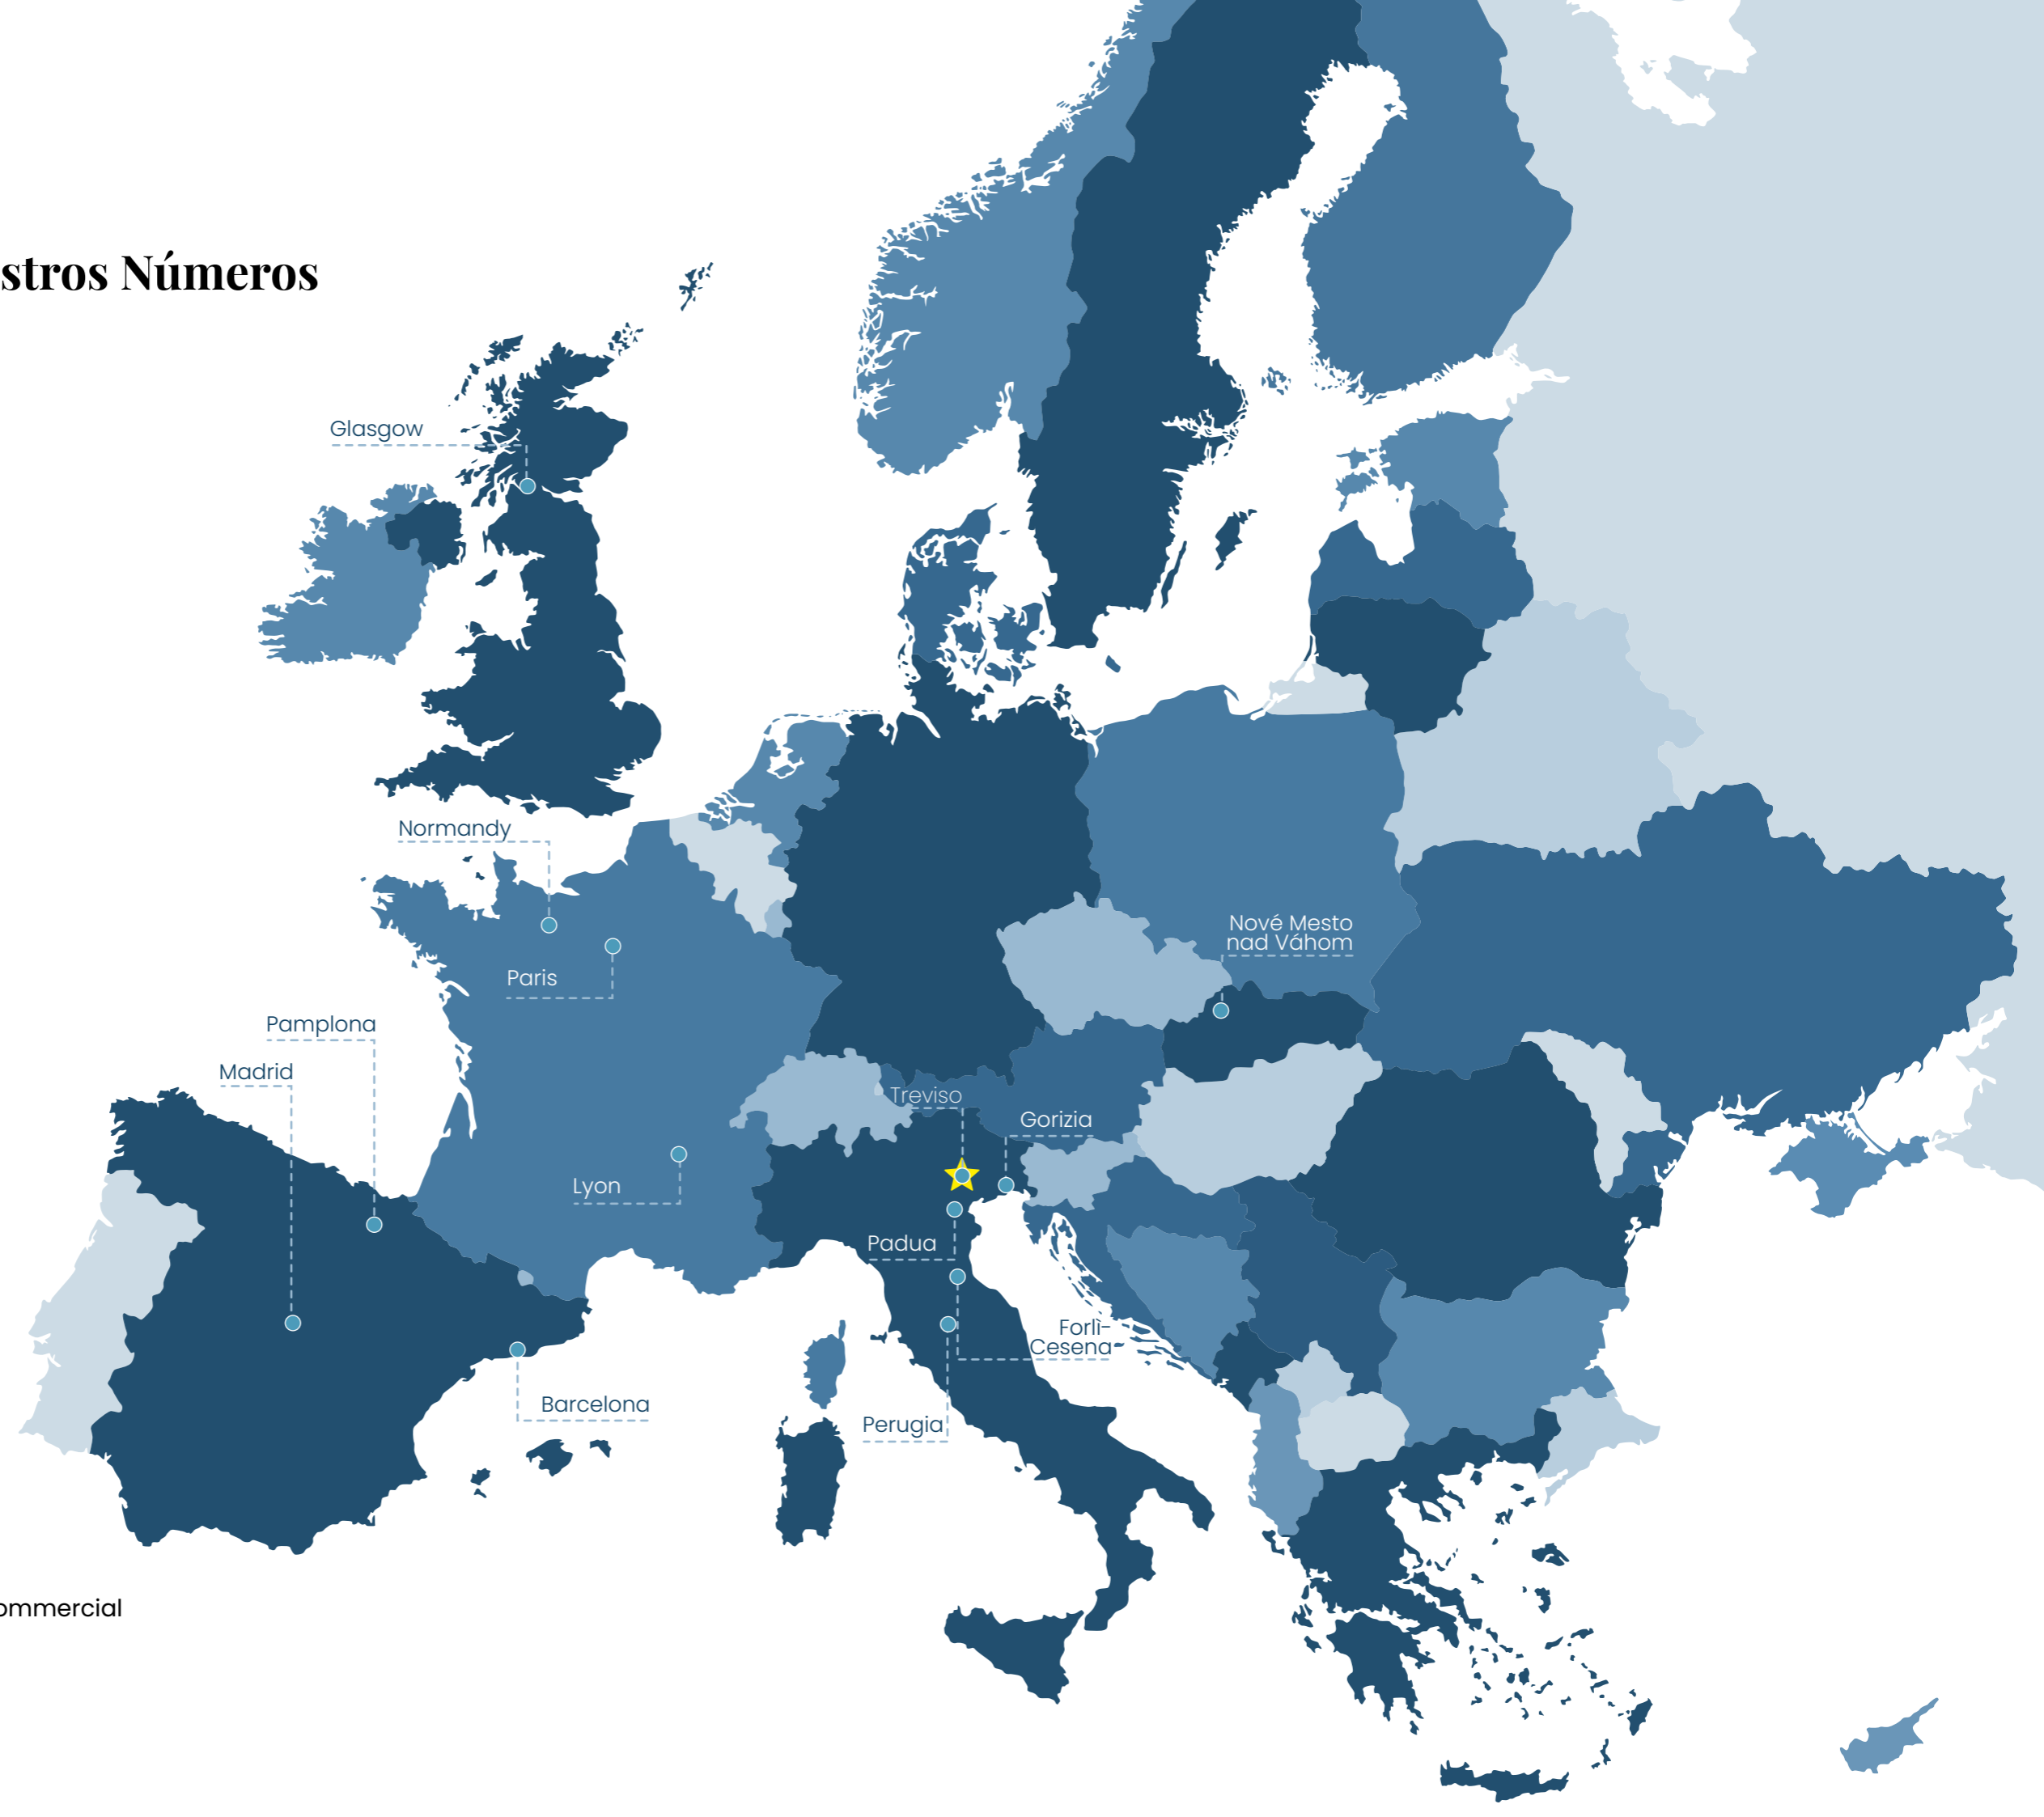 stros Números
Glasgow
Normandy
Nové Mesto
nad Váhom
Paris
Pamplona
Madrid
Treviso
Gorizia
Lyon
Padua
Forlì-
Cesena
Barcelona
Perugia
ommercial